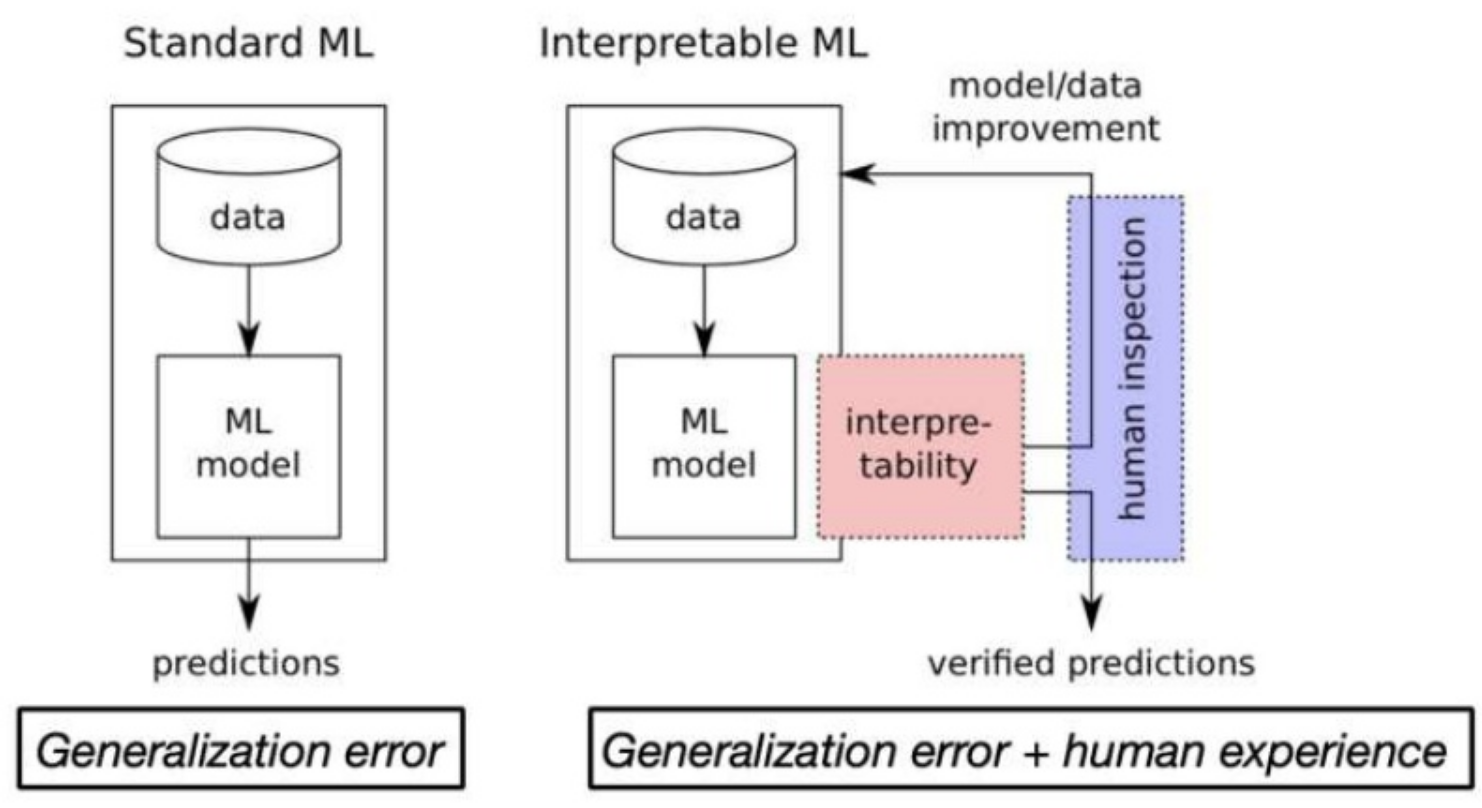 Standard ML
data
ML
model
predictions
Generalization error
Interpretable ML
model/data
improvement
data
ML
model
interpre-
tability
human inspection
verified predictions
Generalization error + human experience